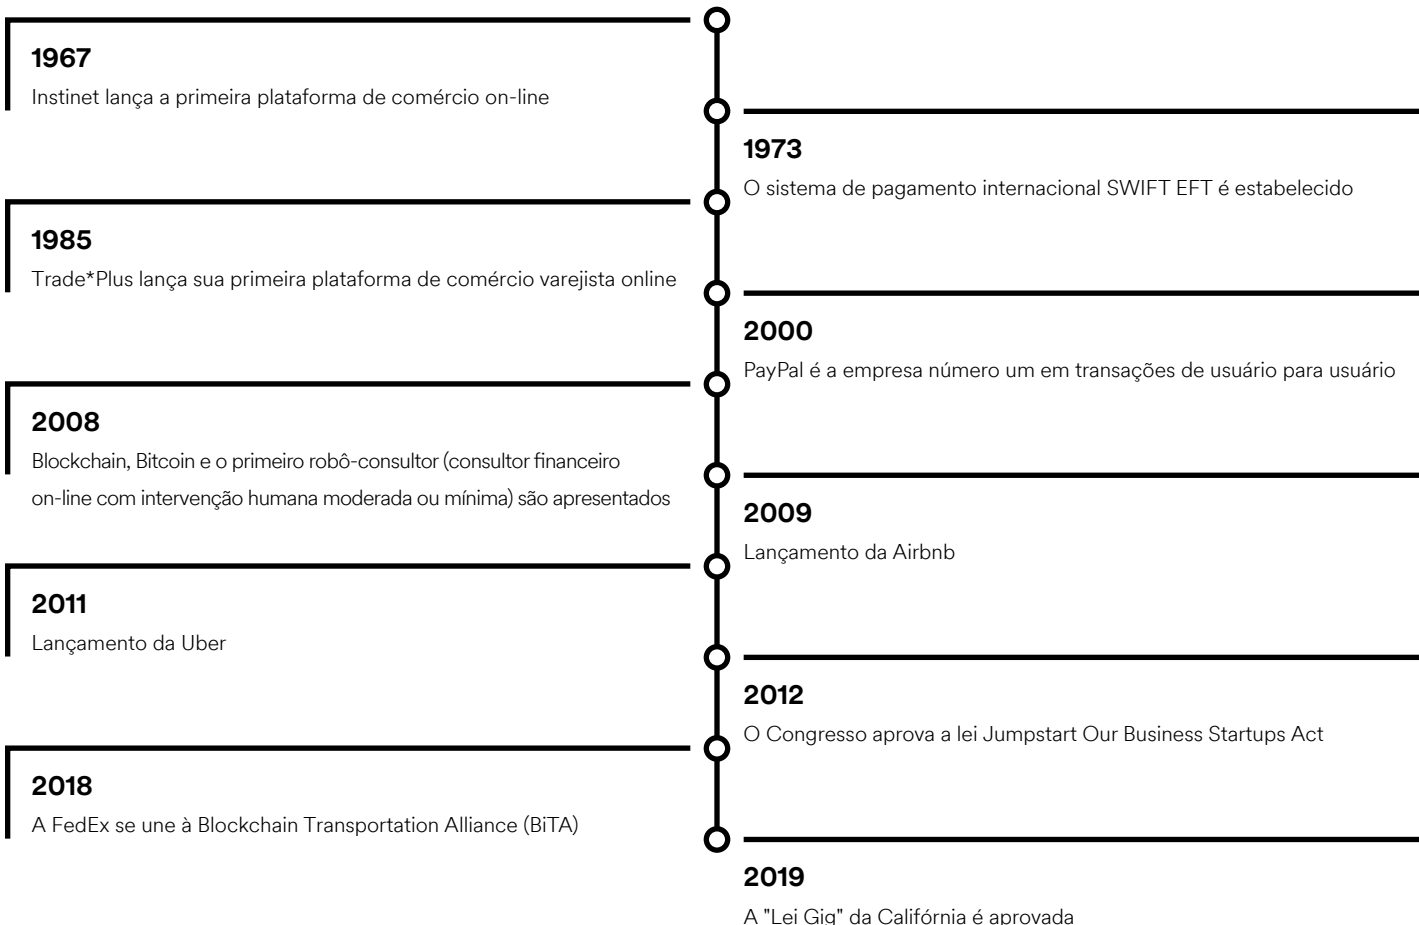 1967
Instinet lança a primeira plataforma de comércio on-line
1973
O sistema de pagamento internacional SWIFT EFT é estabelecido
1985
Trade*Plus lança sua primeira plataforma de comércio varejista online
2000
PayPal é a empresa número um em transações de usuário para usuário
2008
Blockchain, Bitcoin e o primeiro robô-consultor (consultor financeiro
on-line com intervenção humana moderada ou mínima) são apresentados
2009
Lançamento da Airbnb
2011
Lançamento da Uber
2012
O Congresso aprova a lei Jumpstart Our Business Startups Act
2018
A FedEx se une à Blockchain Transportation Alliance (BiTA)
2019
A "Lei Gig" da Califórnia é aprovada